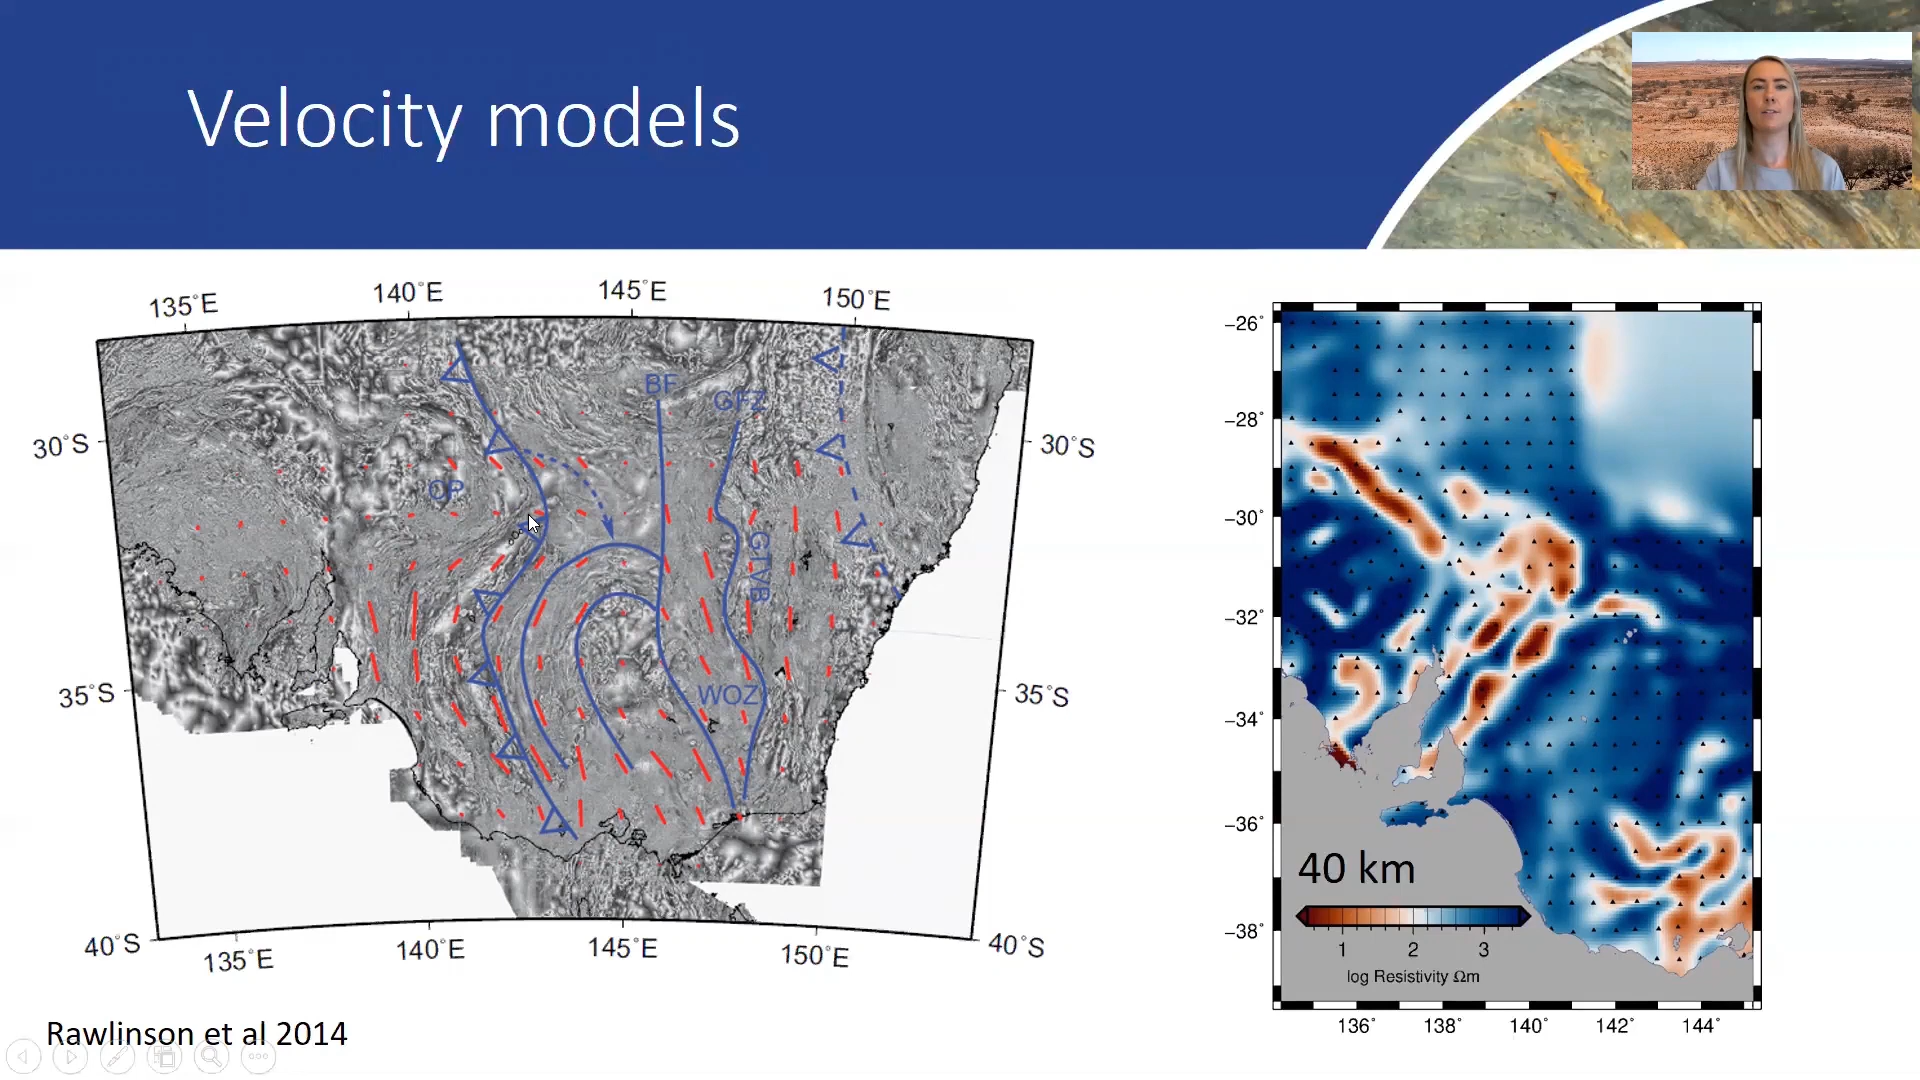 Velocity models
135°E
140°E
145°E
150°E
30°S
30°S
35°S
35°S
40°S
40°S
135°E
140°E
145°E
150°E
BF
GFZ
CP
GTVB
WOZ
Rawlinson et al 2014
−26°
−28°
−30°
−32°
−34°
−36°
−38°
40 km
1 2 3
log Resistivity Ωm
136° 138° 140° 142° 144°